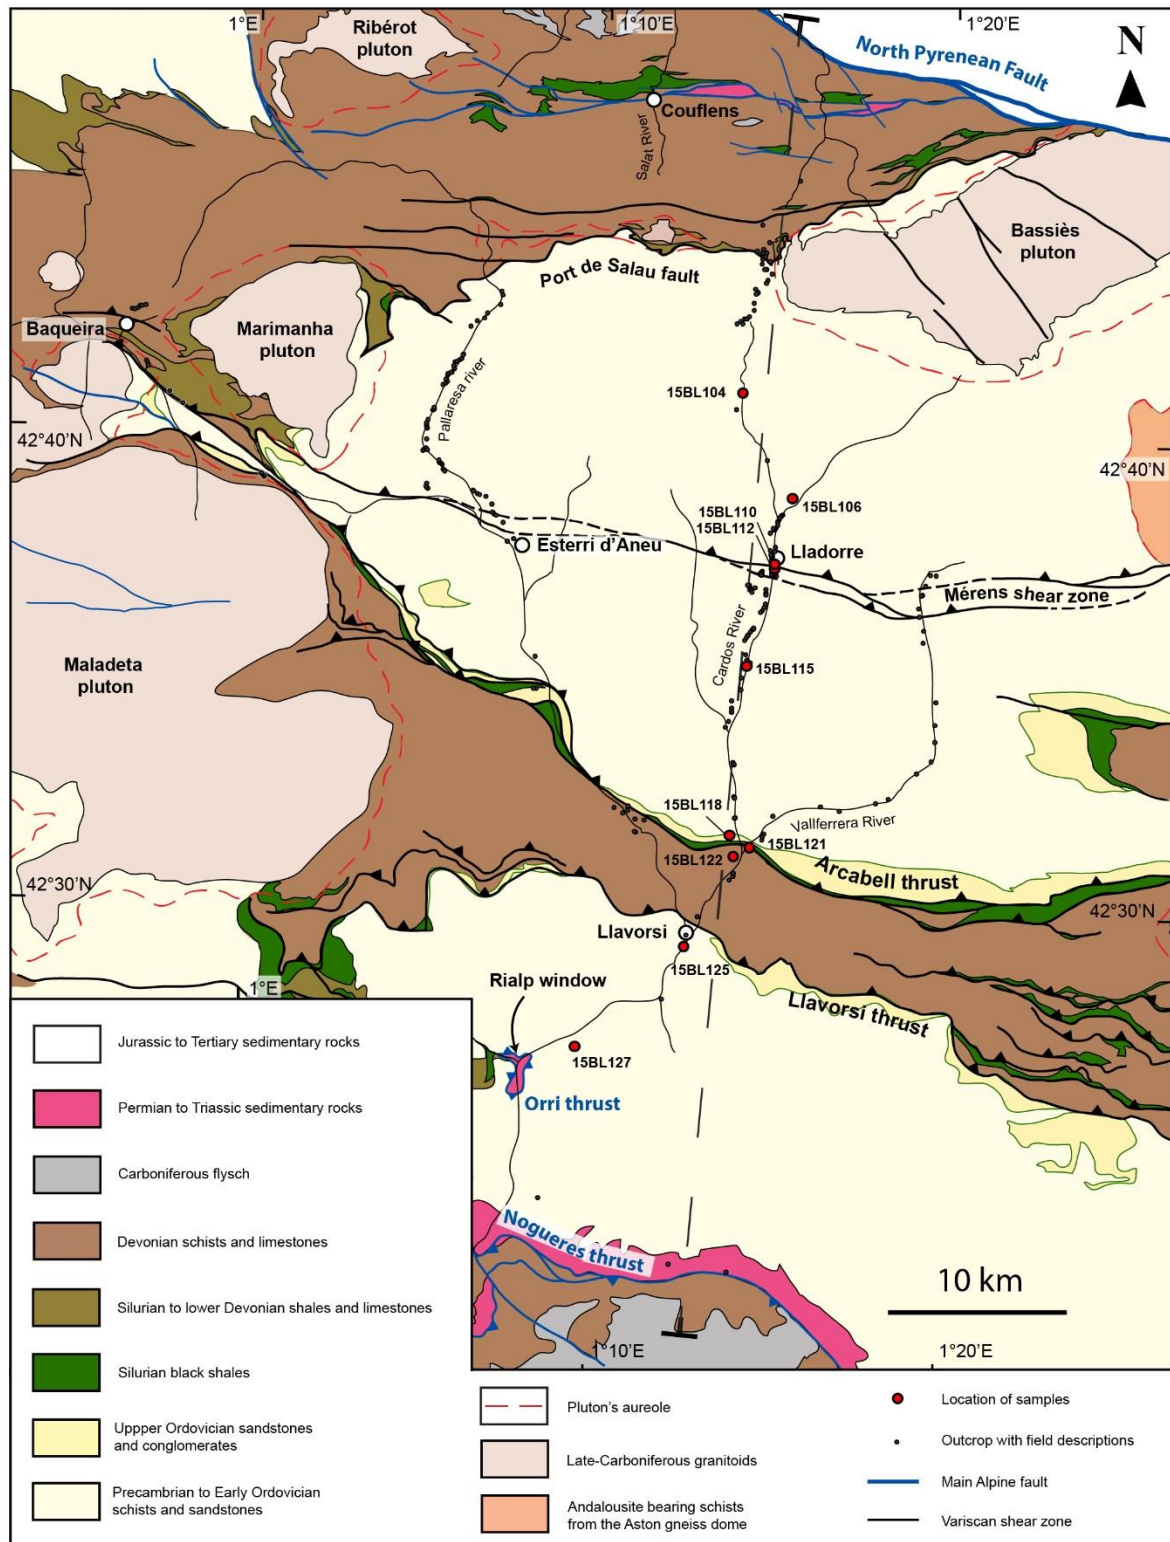 1°E
1°10'E
1°20'E
N
Ribérot
pluton
North Pyrenean Fault
Couflens
Salat River
Bassiès
pluton
Port de Salau fault
Baqueira
Marimanha
pluton
Pallaresa river
15BL104
42°40'N
42°40'N
15BL106
15BL110
15BL112
Esterri d'Aneu
Lladorre
Mérens shear zone
Cardos River
Maladeta
pluton
15BL115
15BL118
Vallferrera River
15BL121
15BL122
Arcabell thrust
42°30'N
42°30'N
Llavorsi
15BL125
1°E
Rialp window
Llavorsi thrust
15BL127
Orri thrust
Nogueres thrust
10 km
1°10'E
1°20'E
Jurassic to Tertiary sedimentary rocks
Permian to Triassic sedimentary rocks
Carboniferous flysch
Devonian schists and limestones
Silurian to lower Devonian shales and limestones
Silurian black shales
Uppper Ordovician sandstones
and conglomerates
Precambrian to Early Ordovician
schists and sandstones
Pluton's aureole
Late-Carboniferous granitoids
Andalousite bearing schists
from the Aston gneiss dome
Location of samples
Outcrop with field descriptions
Main Alpine fault
Variscan shear zone